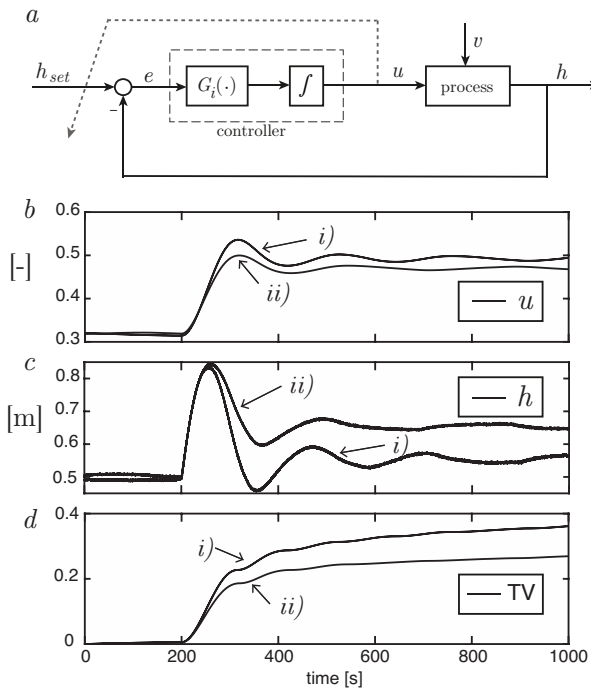 a
v
h_set
e
G_i(.)
∫
u
process
h
−
controller
b
0.6
0.5
0.4
0.3
[-]
i)
ii)
u
c
0.8
0.7
0.6
0.5
[m]
ii)
i)
h
d
0.4
0.2
0
i)
ii)
TV
0 200 400 600 800 1000
time [s]